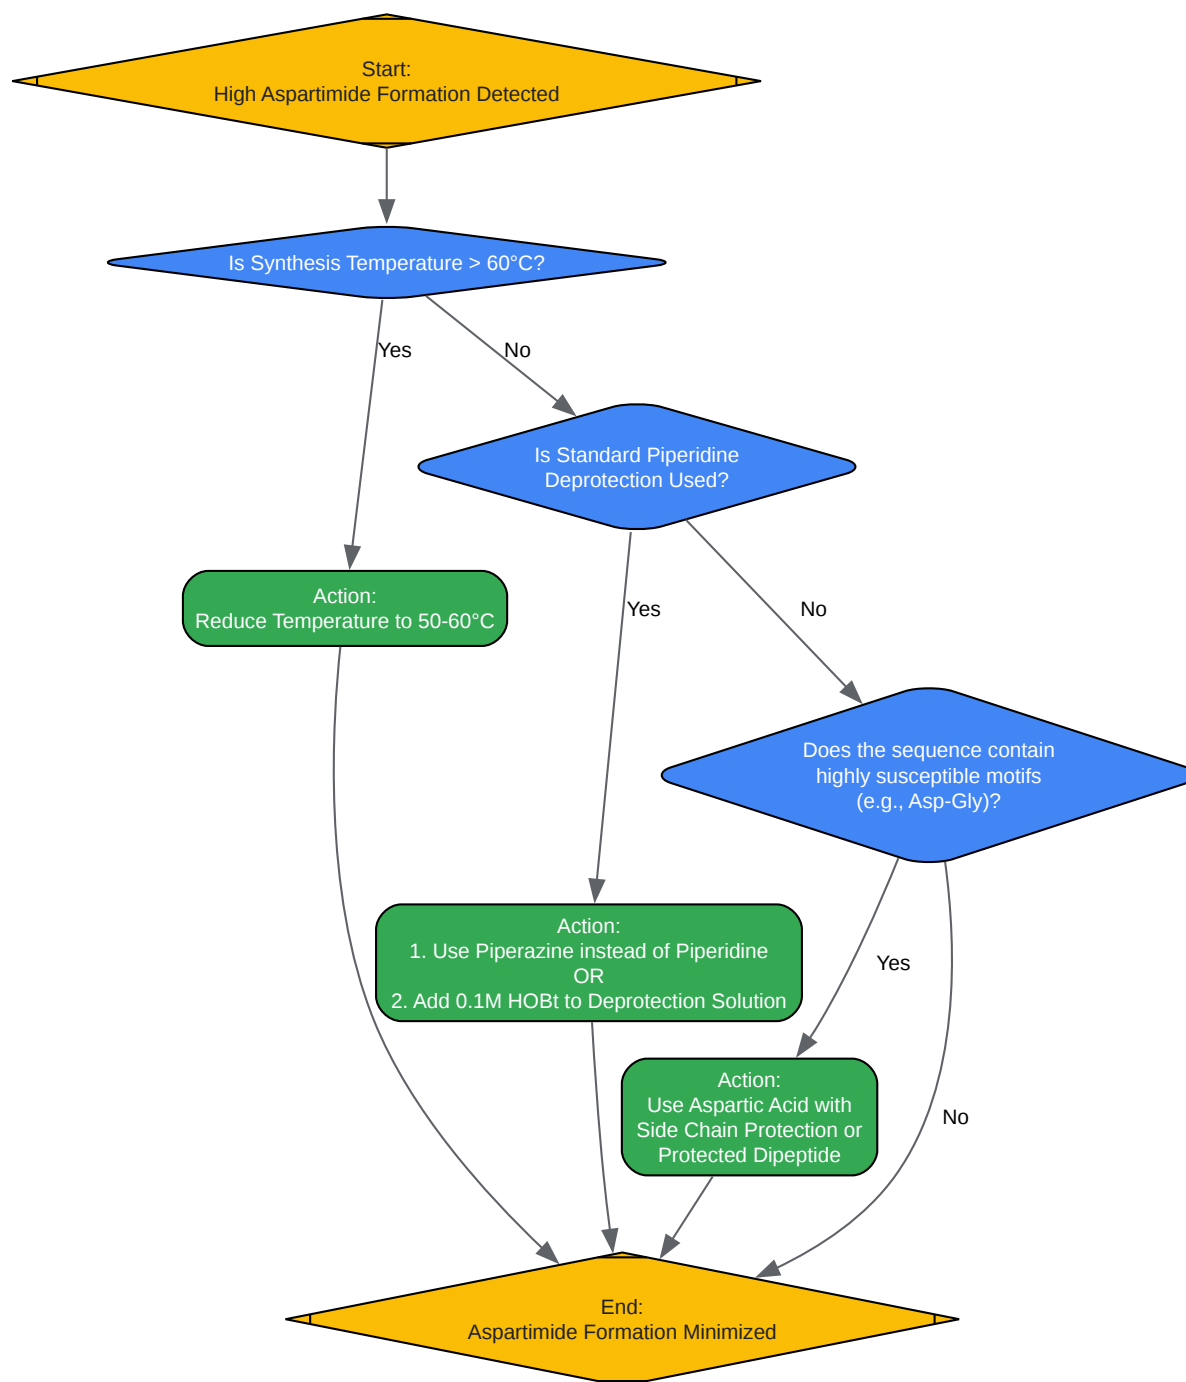 Start:
High Aspartimide Formation Detected
Is Synthesis Temperature > 60°C?
Yes
No
Is Standard Piperidine
Deprotection Used?
Action:
Reduce Temperature to 50-60°C
Yes
No
Does the sequence contain
highly susceptible motifs
(e.g., Asp-Gly)?
Action:
1. Use Piperazine instead of Piperidine
OR
2. Add 0.1M HOBt to Deprotection Solution
Yes
Action:
Use Aspartic Acid with
Side Chain Protection or
Protected Dipeptide
No
End:
Aspartimide Formation Minimized